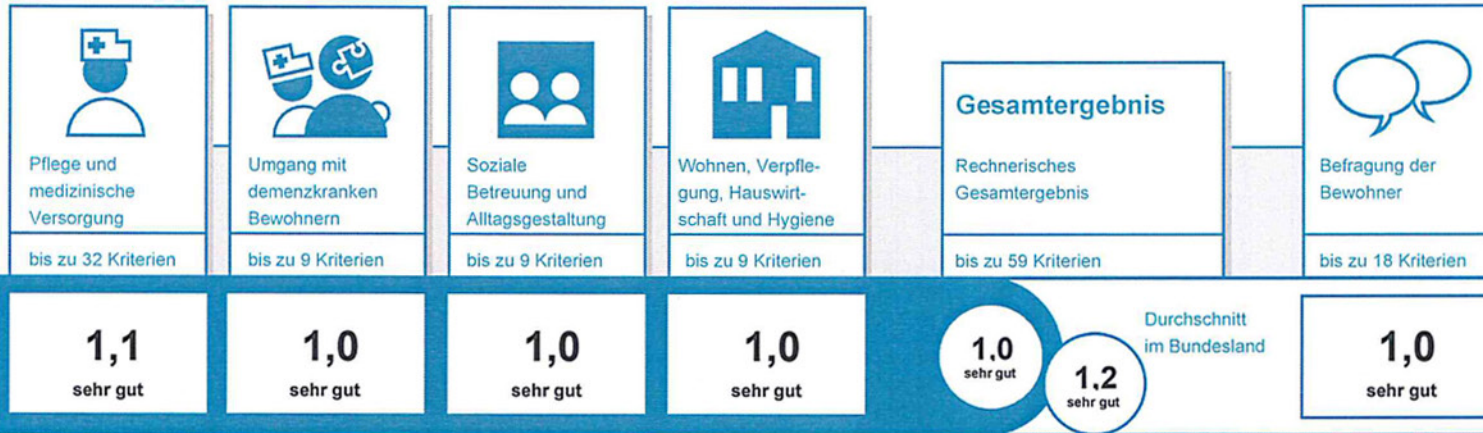 Pflege und
medizinische
Versorgung
bis zu 32 Kriterien
1,1
sehr gut
Umgang mit
demenzkranken
Bewohnern
bis zu 9 Kriterien
1,0
sehr gut
Soziale
Betreuung und
Alltagsgestaltung
bis zu 9 Kriterien
1,0
sehr gut
Wohnen, Verpfle-
gung, Hauswirt-
schaft und Hygiene
bis zu 9 Kriterien
1,0
sehr gut
Gesamtergebnis
Rechnerisches
Gesamtergebnis
bis zu 59 Kriterien
1,0
sehr gut
Durchschnitt
im Bundesland
1,2
sehr gut
Befragung der
Bewohner
bis zu 18 Kriterien
1,0
sehr gut